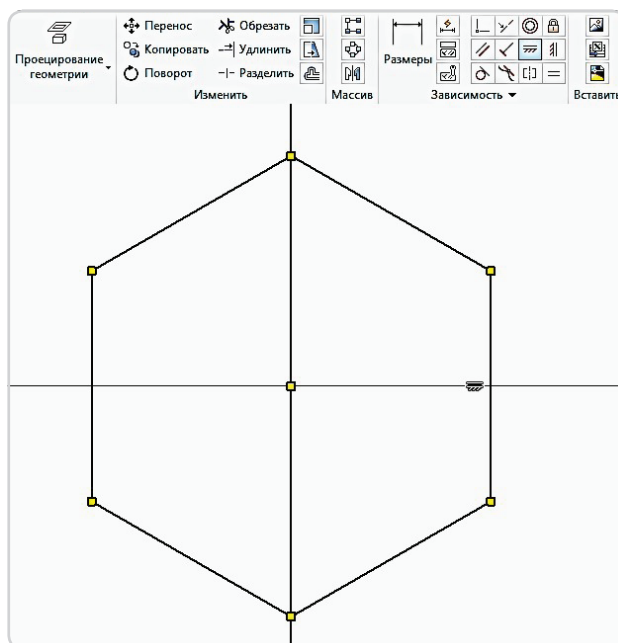 Проецирование
геометрии
Перенос
Копировать
Поворот
Обрезать
Удлинить
Разделить
Изменить
Массив
Размеры
Зависимость
Вставить